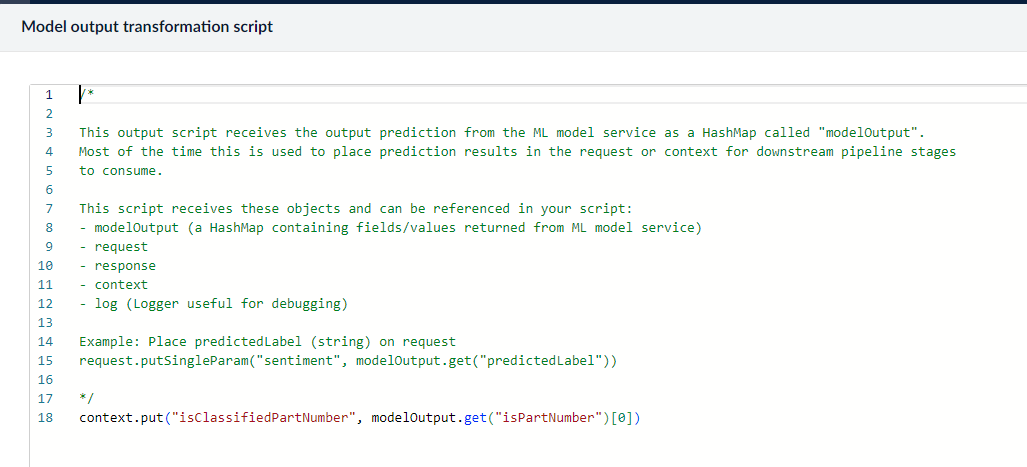 Model output transformation script
1 /*
2
3 This output script receives the output prediction from the ML model service as a HashMap called "modelOutput".
4 Most of the time this is used to place prediction results in the request or context for downstream pipeline stages
5 to consume.
6
7 This script receives these objects and can be referenced in your script:
8 - modelOutput (a HashMap containing fields/values returned from ML model service)
9 - request
10 - response
11 - context
12 - log (Logger useful for debugging)
13
14 Example: Place predictedLabel (string) on request
15 request.putSingleParam("sentiment", modelOutput.get("predictedLabel"))
16
17 */
18 context.put("isClassifiedPartNumber", modelOutput.get("isPartNumber")[0])